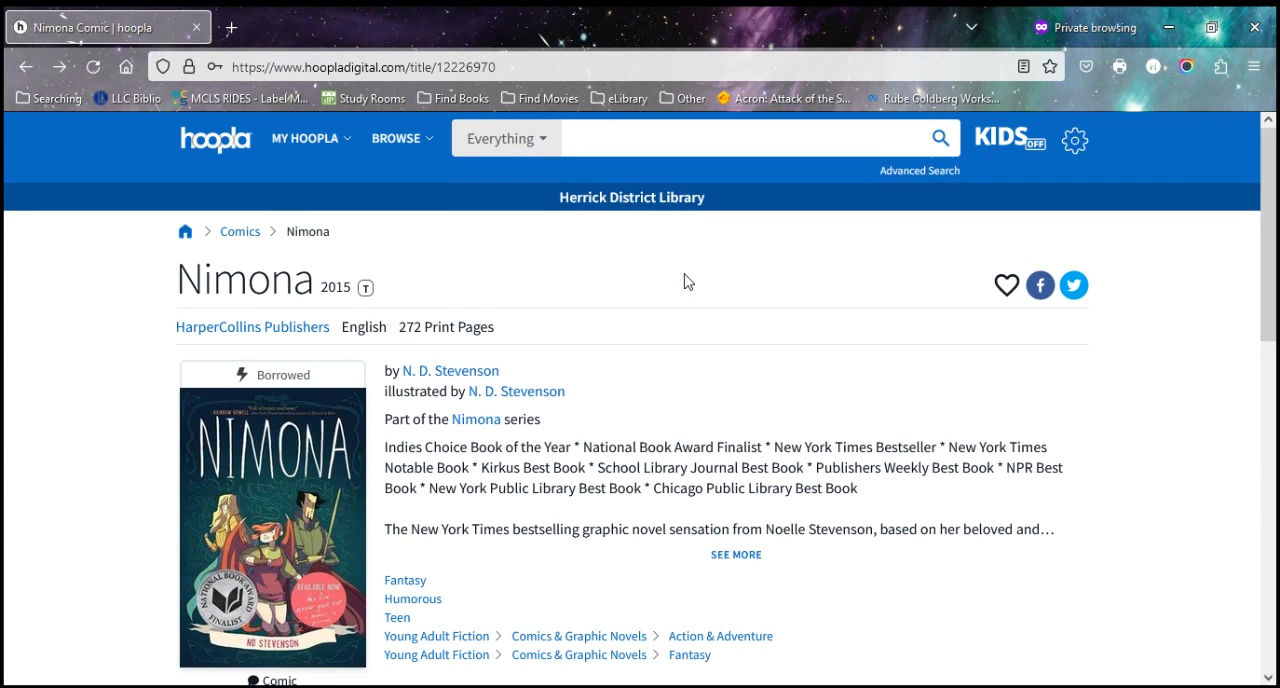 Nimona Comic | hoopla
Private browsing
https://www.hoopladigital.com/title/12226970
Searching LLC Biblio MCLS RIDES - Label M... Study Rooms Find Books Find Movies eLibrary Other Acron: Attack of the S... Rube Goldberg Works...
hoopla MY HOOPLA BROWSE Everything KIDS OFF
Advanced Search
Herrick District Library
Comics > Nimona
Nimona 2015 T
HarperCollins Publishers English 272 Print Pages
Borrowed
NIMONA
NATIONAL BOOK AWARD FINALIST
AVAILABLE NOW
ND STEVENSON
Comic
by N. D. Stevenson
illustrated by N. D. Stevenson
Part of the Nimona series
Indies Choice Book of the Year * National Book Award Finalist * New York Times Bestseller * New York Times
Notable Book * Kirkus Best Book * School Library Journal Best Book * Publishers Weekly Best Book * NPR Best
Book * New York Public Library Best Book * Chicago Public Library Best Book
The New York Times bestselling graphic novel sensation from Noelle Stevenson, based on her beloved and...
SEE MORE
Fantasy
Humorous
Teen
Young Adult Fiction > Comics & Graphic Novels > Action & Adventure
Young Adult Fiction > Comics & Graphic Novels > Fantasy